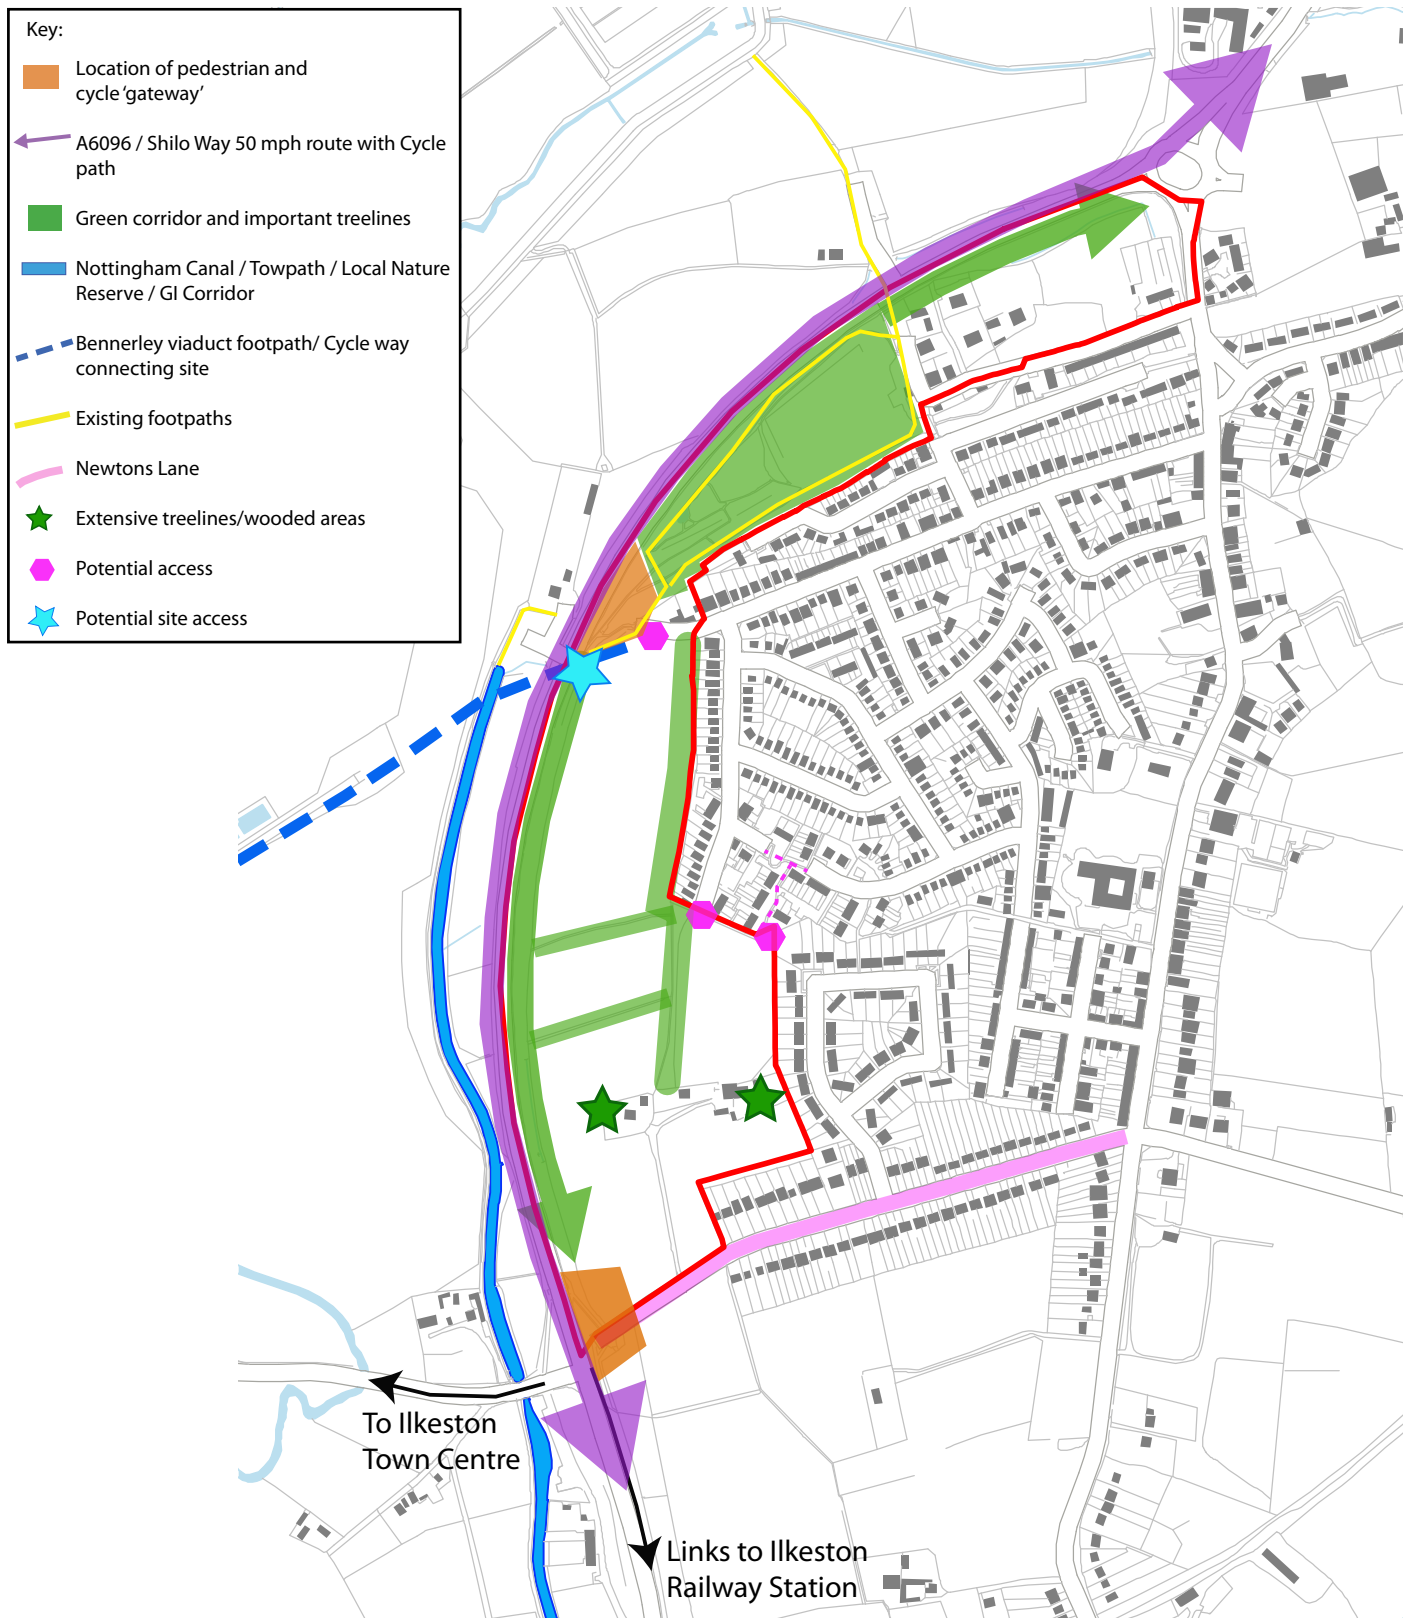 Key:
Location of pedestrian and
cycle ‘gateway’
A6096 / Shilo Way 50 mph route with Cycle
path
Green corridor and important treelines
Nottingham Canal / Towpath / Local Nature
Reserve / GI Corridor
Bennerley viaduct footpath/ Cycle way
connecting site
Existing footpaths
Newtons Lane
Extensive treelines/wooded areas
Potential access
Potential site access
To Ilkeston
Town Centre
Links to Ilkeston
Railway Station